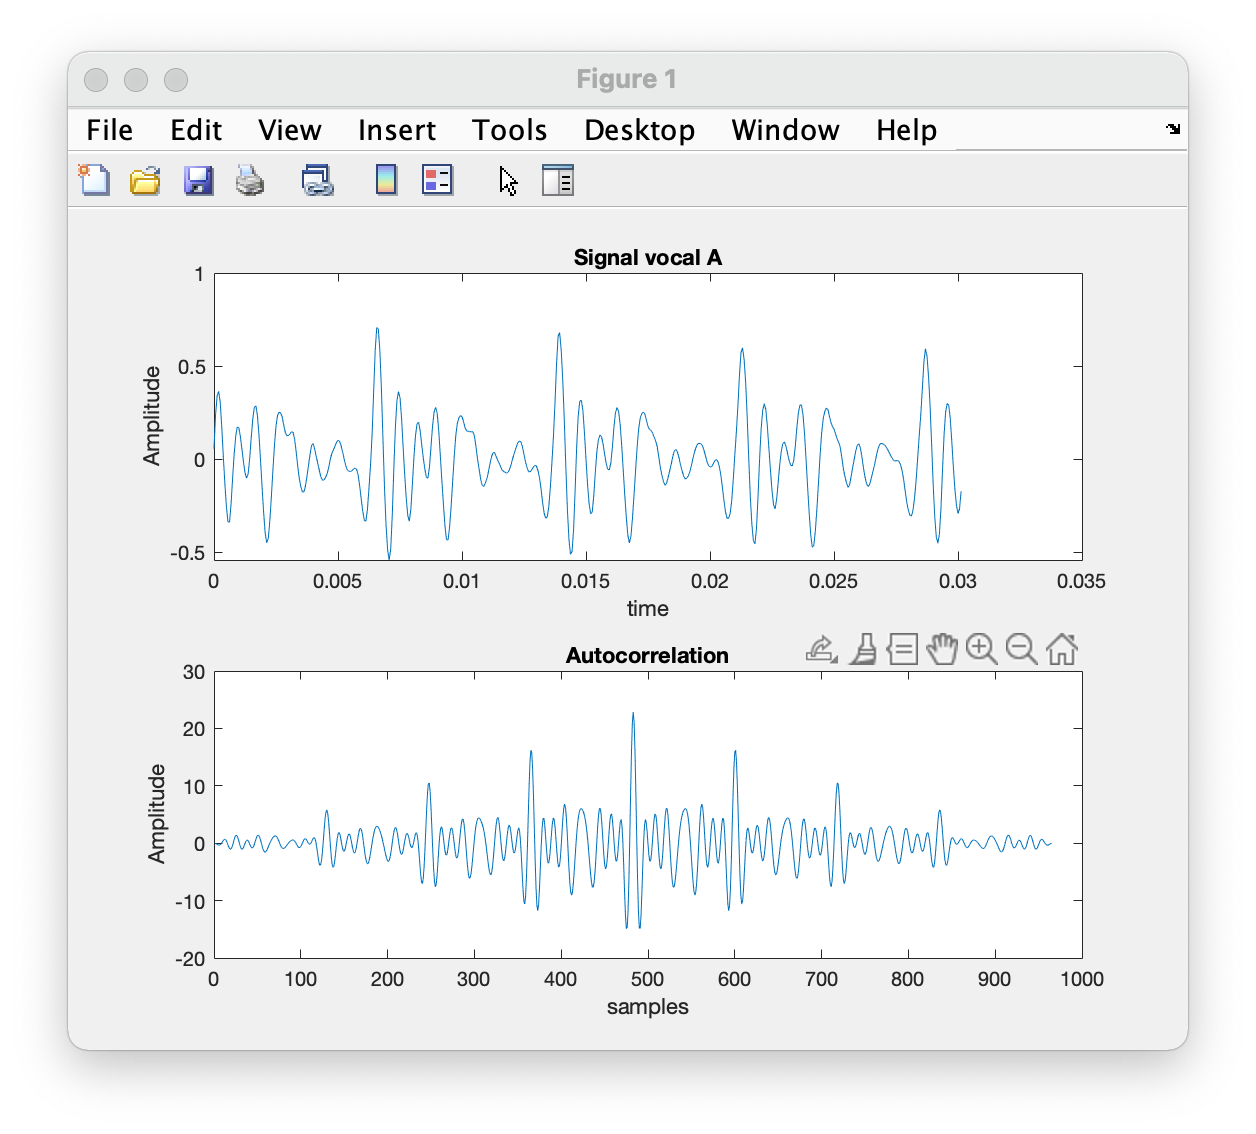 Figure 1
File Edit View Insert Tools Desktop Window Help
Signal vocal A
1
0.5
0
-0.5
Amplitude
0 0.005 0.01 0.015 0.02 0.025 0.03 0.035
time
Autocorrelation
30
20
10
0
-10
-20
Amplitude
0 100 200 300 400 500 600 700 800 900 1000
samples